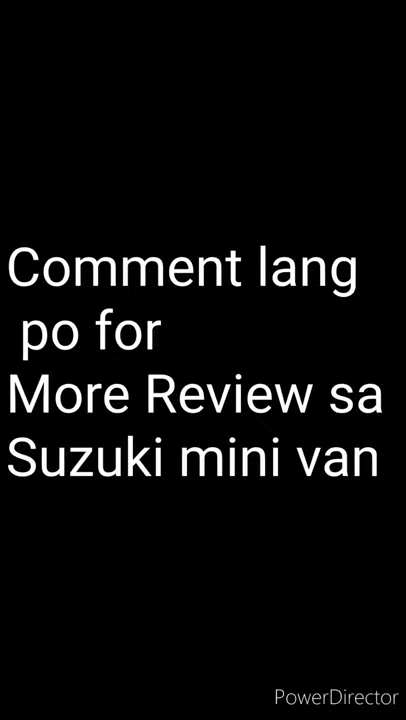 Comment lang
po for
More Review sa
Suzuki mini van
PowerDirector